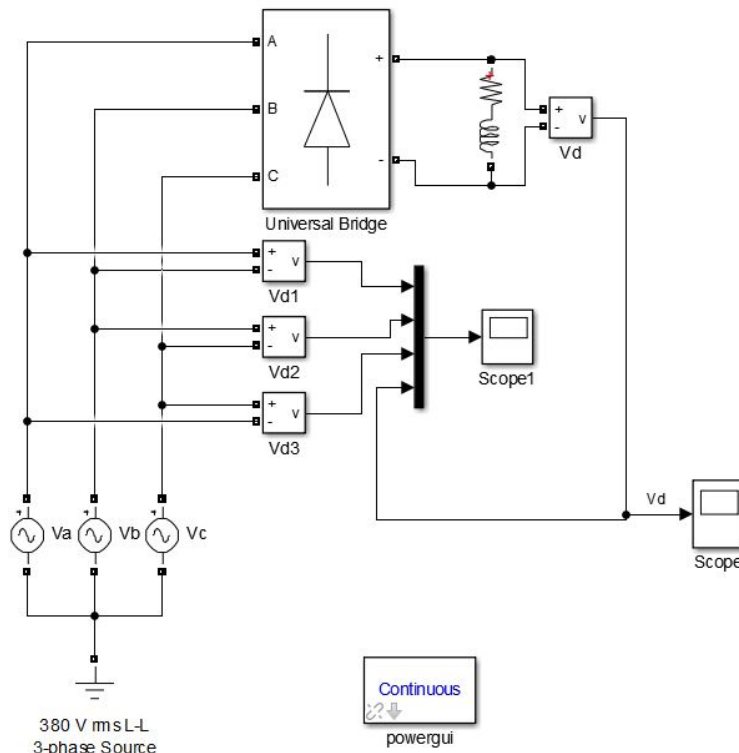 A
+
B
-
C
+
-
v
Vd
Universal Bridge
+
-
v
Vd1
+
-
v
Vd2
Scope1
+
-
v
Vd3
Vd
Va
Vb
Vc
Scope
Continuous
powergui
380 V rms L-L
3-phase Source